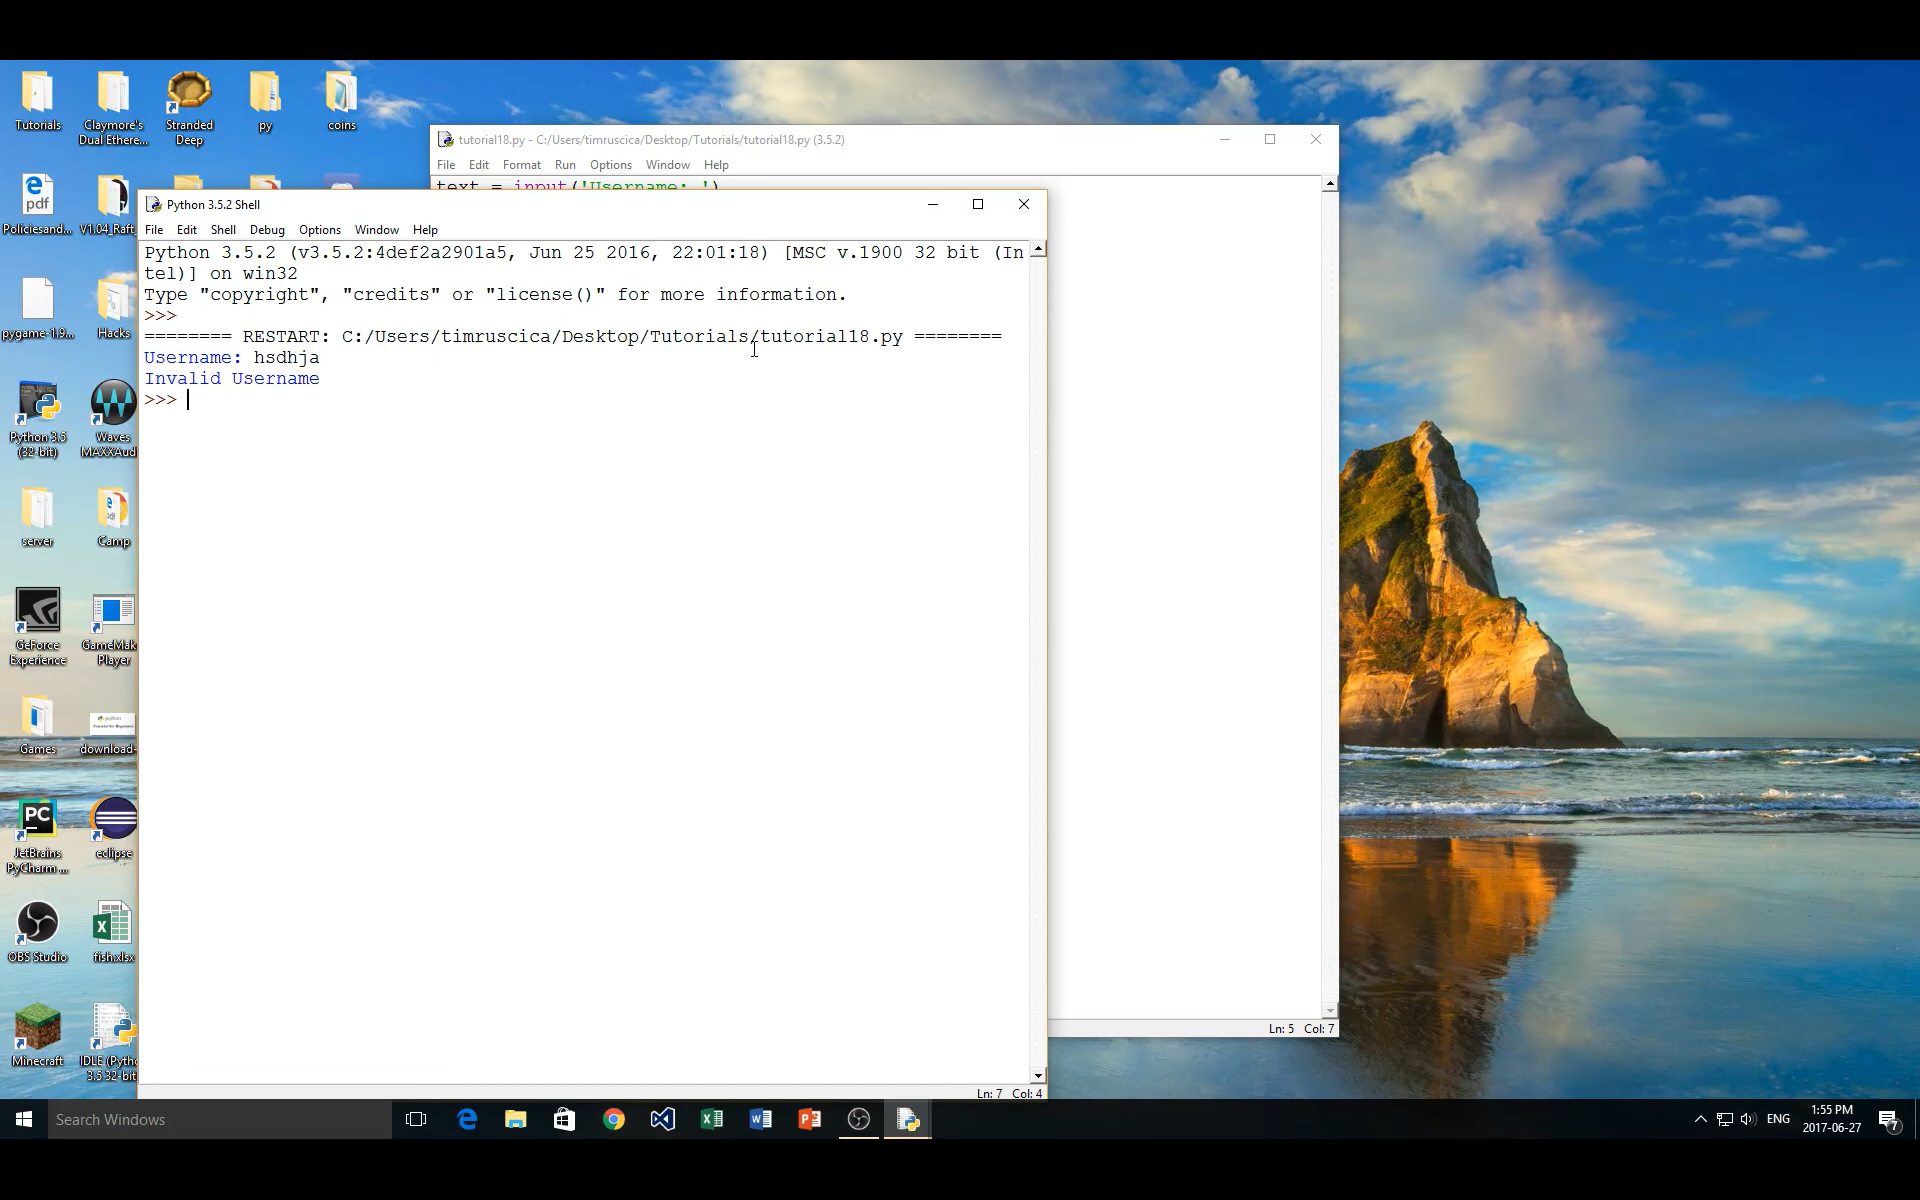 Tutorials
Claymore's
Dual Ethere...
Stranded
Deep
py
coins
Policiesand...
V1.04_Raft_
pygame-1.9...
Hacks
Python 3.5
(32-bit)
Waves
MAXXAud
server
Camp
GeForce
Experience
GameMak
Player
Games
download-
JetBrains
PyCharm ...
eclipse
OBS Studio
fish.xlsx
Minecraft
IDLE (Pytho
3.5 32-bit)
tutorial18.py - C:/Users/timruscica/Desktop/Tutorials/tutorial18.py (3.5.2)
File Edit Format Run Options Window Help
text = input('Username: ')
Ln: 5 Col: 7
Python 3.5.2 Shell
File Edit Shell Debug Options Window Help
Python 3.5.2 (v3.5.2:4def2a2901a5, Jun 25 2016, 22:01:18) [MSC v.1900 32 bit (In
tel)] on win32
Type "copyright", "credits" or "license()" for more information.
>>>
======== RESTART: C:/Users/timruscica/Desktop/Tutorials/tutorial18.py ========
Username: hsdhja
Invalid Username
>>>
Ln: 7 Col: 4
Search Windows
ENG
1:55 PM
2017-06-27
7